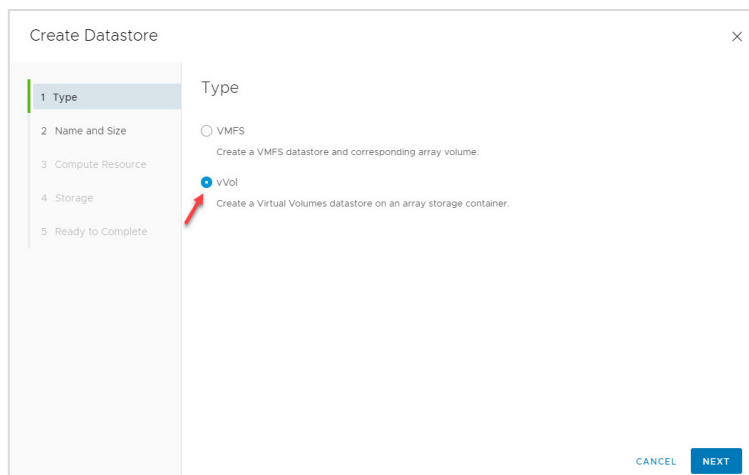 Create Datastore
1 Type
2 Name and Size
3 Compute Resource
4 Storage
5 Ready to Complete
Type
VMFS
Create a VMFS datastore and corresponding array volume.
vVol
Create a Virtual Volumes datastore on an array storage container.
CANCEL NEXT